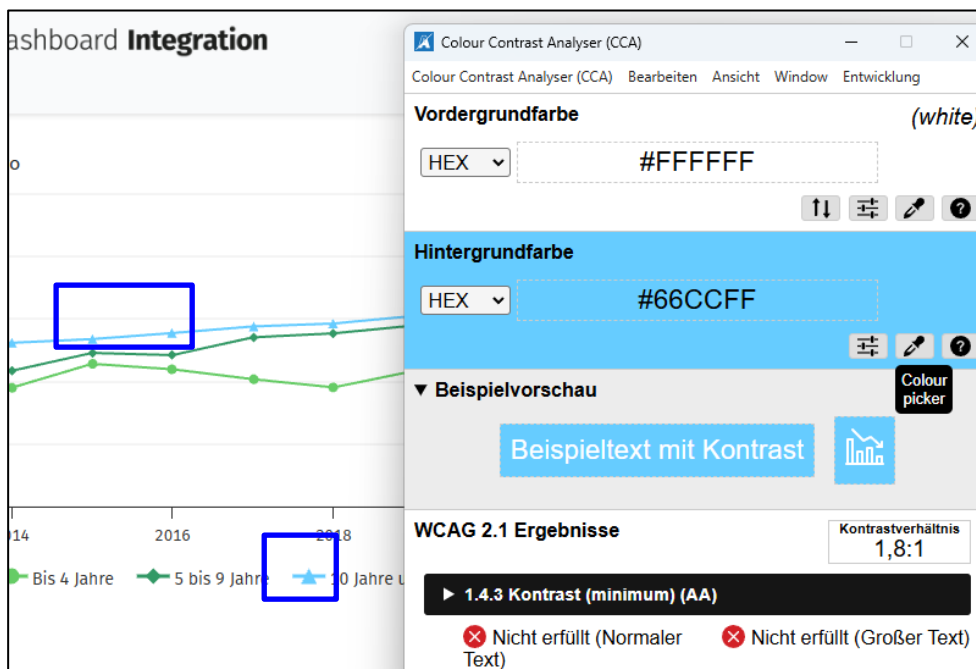 ashboard Integration
o
014
2016
2018
Bis 4 Jahre
5 bis 9 Jahre
10 Jahre u
Colour Contrast Analyser (CCA)
Colour Contrast Analyser (CCA) Bearbeiten Ansicht Window Entwicklung
Vordergrundfarbe
(white)
HEX
#FFFFFF
Hintergrundfarbe
HEX
#66CCFF
Colour
picker
Beispielvorschau
Beispieltext mit Kontrast
WCAG 2.1 Ergebnisse
Kontrastverhältnis
1,8:1
1.4.3 Kontrast (minimum) (AA)
Nicht erfüllt (Normaler
Text)
Nicht erfüllt (Großer Text)